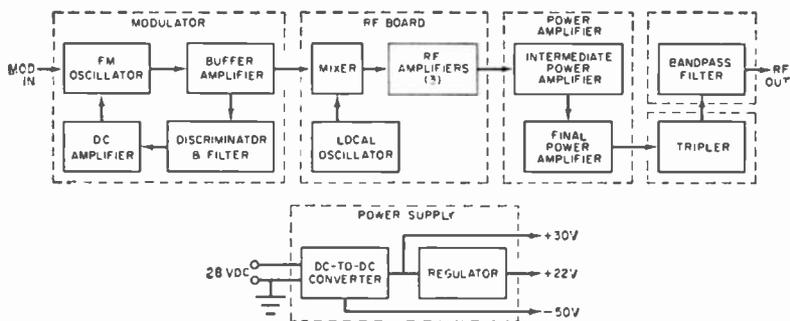 MODULATOR
RF BOARD
POWER
AMPLIFIER
MOD
IN
FM
OSCILLATOR
BUFFER
AMPLIFIER
MIXER
RF
AMPLIFIERS
(3)
INTERMEDIATE
POWER
AMPLIFIER
BANDPASS
FILTER
RF
OUT
DC
AMPLIFIER
DISCRIMINATOR
& FILTER
LOCAL
OSCILLATOR
FINAL
POWER
AMPLIFIER
TRIPLER
POWER SUPPLY
28 VDC
DC-TO-DC
CONVERTER
REGULATOR
+30V
+22V
-50V